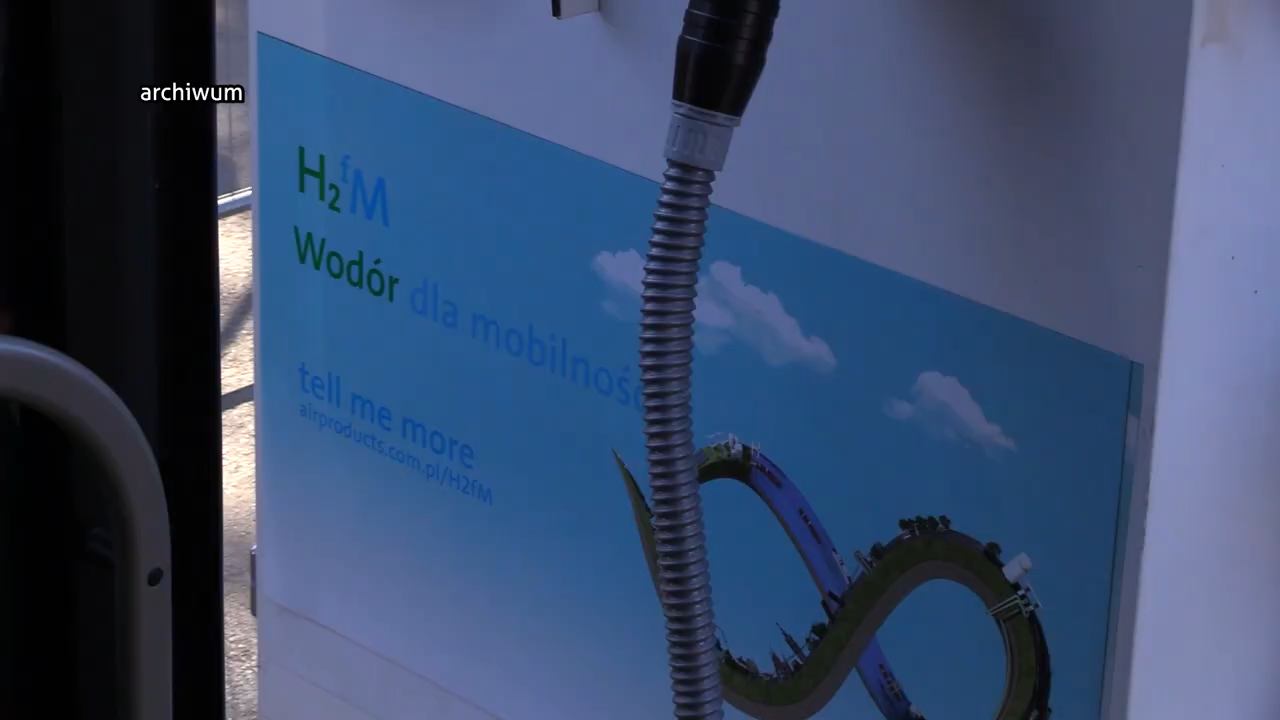 archiwum
H₂fM
Wodór dla mobilnoś
tell me more
airproducts.com.pl/H2fM